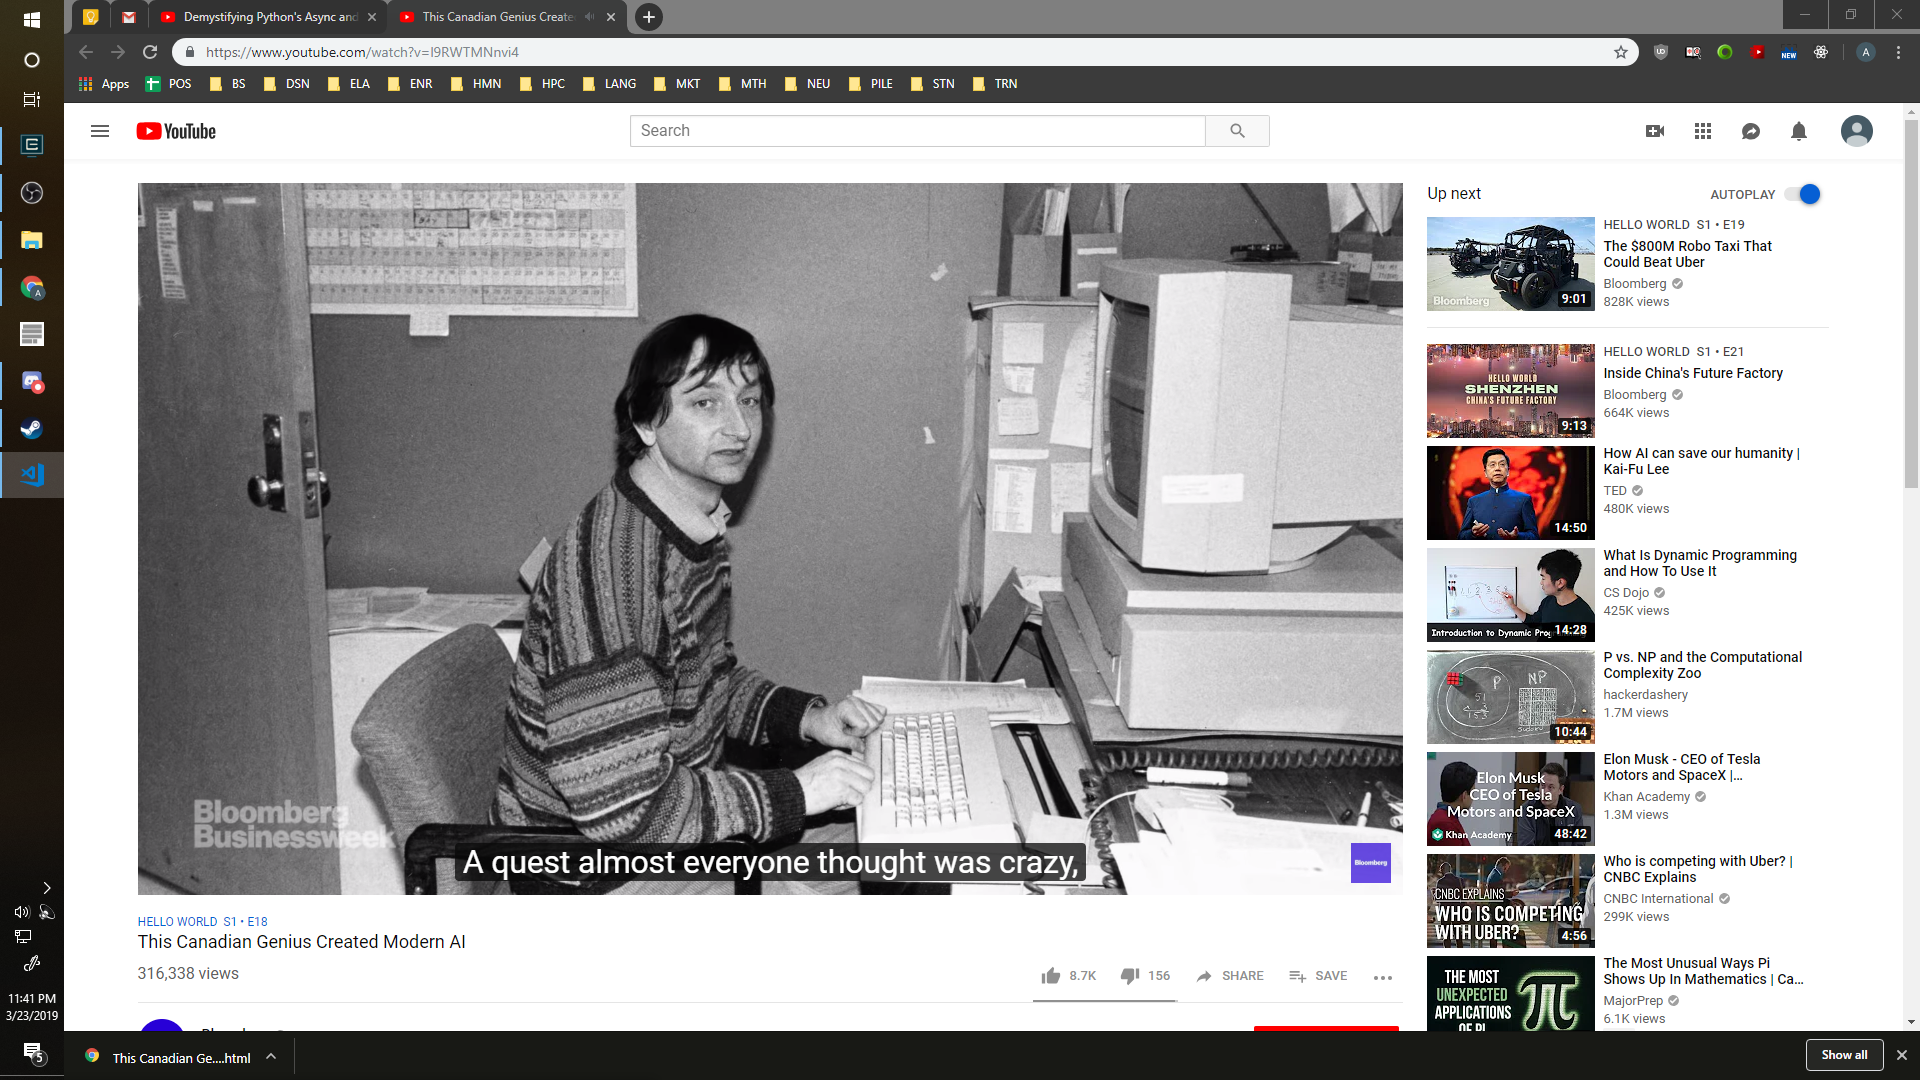 Demystifying Python's Async and
This Canadian Genius Create
https://www.youtube.com/watch?v=I9RWTMNnvi4
Apps
POS
BS
DSN
ELA
ENR
HMN
HPC
LANG
MKT
MTH
NEU
PILE
STN
TRN
NEW
A
YouTube
Search
Bloomberg
Businessweek
A quest almost everyone thought was crazy,
Bloomberg
HELLO WORLD S1 • E18
This Canadian Genius Created Modern AI
316,338 views
8.7K
156
SHARE
SAVE
Up next
AUTOPLAY
Bloomberg
9:01
HELLO WORLD S1 • E19
The $800M Robo Taxi That
Could Beat Uber
Bloomberg
828K views
HELLO WORLD
SHENZHEN
CHINA'S FUTURE FACTORY
9:13
HELLO WORLD S1 • E21
Inside China's Future Factory
Bloomberg
664K views
14:50
How AI can save our humanity |
Kai-Fu Lee
TED
480K views
Introduction to Dynamic Prog
14:28
What Is Dynamic Programming
and How To Use It
CS Dojo
425K views
P
NP
10:44
P vs. NP and the Computational
Complexity Zoo
hackerdashery
1.7M views
Elon Musk
CEO of Tesla
Motors and SpaceX
Khan Academy
48:42
Elon Musk - CEO of Tesla
Motors and SpaceX |...
Khan Academy
1.3M views
CNBC EXPLAINS
WHO IS COMPETING
WITH UBER?
4:56
Who is competing with Uber? |
CNBC Explains
CNBC International
299K views
THE MOST
UNEXPECTED
APPLICATIONS
OF PI
The Most Unusual Ways Pi
Shows Up In Mathematics | Ca...
MajorPrep
6.1K views
11:41 PM
3/23/2019
5
This Canadian Ge....html
Show all